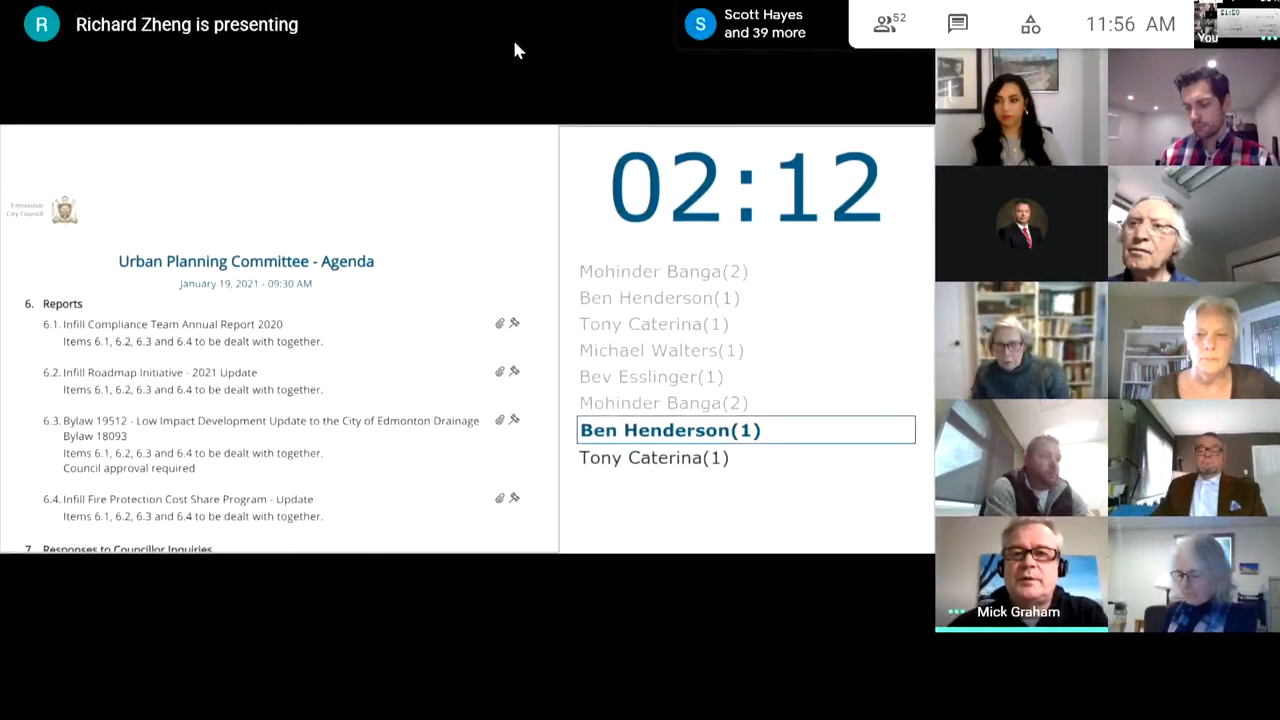 R
Richard Zheng is presenting
S
Scott Hayes
and 39 more
52
11:56 AM
You
Edmonton
City Council
Urban Planning Committee - Agenda
January 19, 2021 - 09:30 AM
6. Reports
6.1. Infill Compliance Team Annual Report 2020
Items 6.1, 6.2, 6.3 and 6.4 to be dealt with together.
6.2. Infill Roadmap Initiative - 2021 Update
Items 6.1, 6.2, 6.3 and 6.4 to be dealt with together.
6.3. Bylaw 19512 - Low Impact Development Update to the City of Edmonton Drainage
Bylaw 18093
Items 6.1, 6.2, 6.3 and 6.4 to be dealt with together.
Council approval required
6.4. Infill Fire Protection Cost Share Program - Update
Items 6.1, 6.2, 6.3 and 6.4 to be dealt with together.
7. Responses to Councillor Inquiries
02:12
Mohinder Banga(2)
Ben Henderson(1)
Tony Caterina(1)
Michael Walters(1)
Bev Esslinger(1)
Mohinder Banga(2)
Ben Henderson(1)
Tony Caterina(1)
Mick Graham